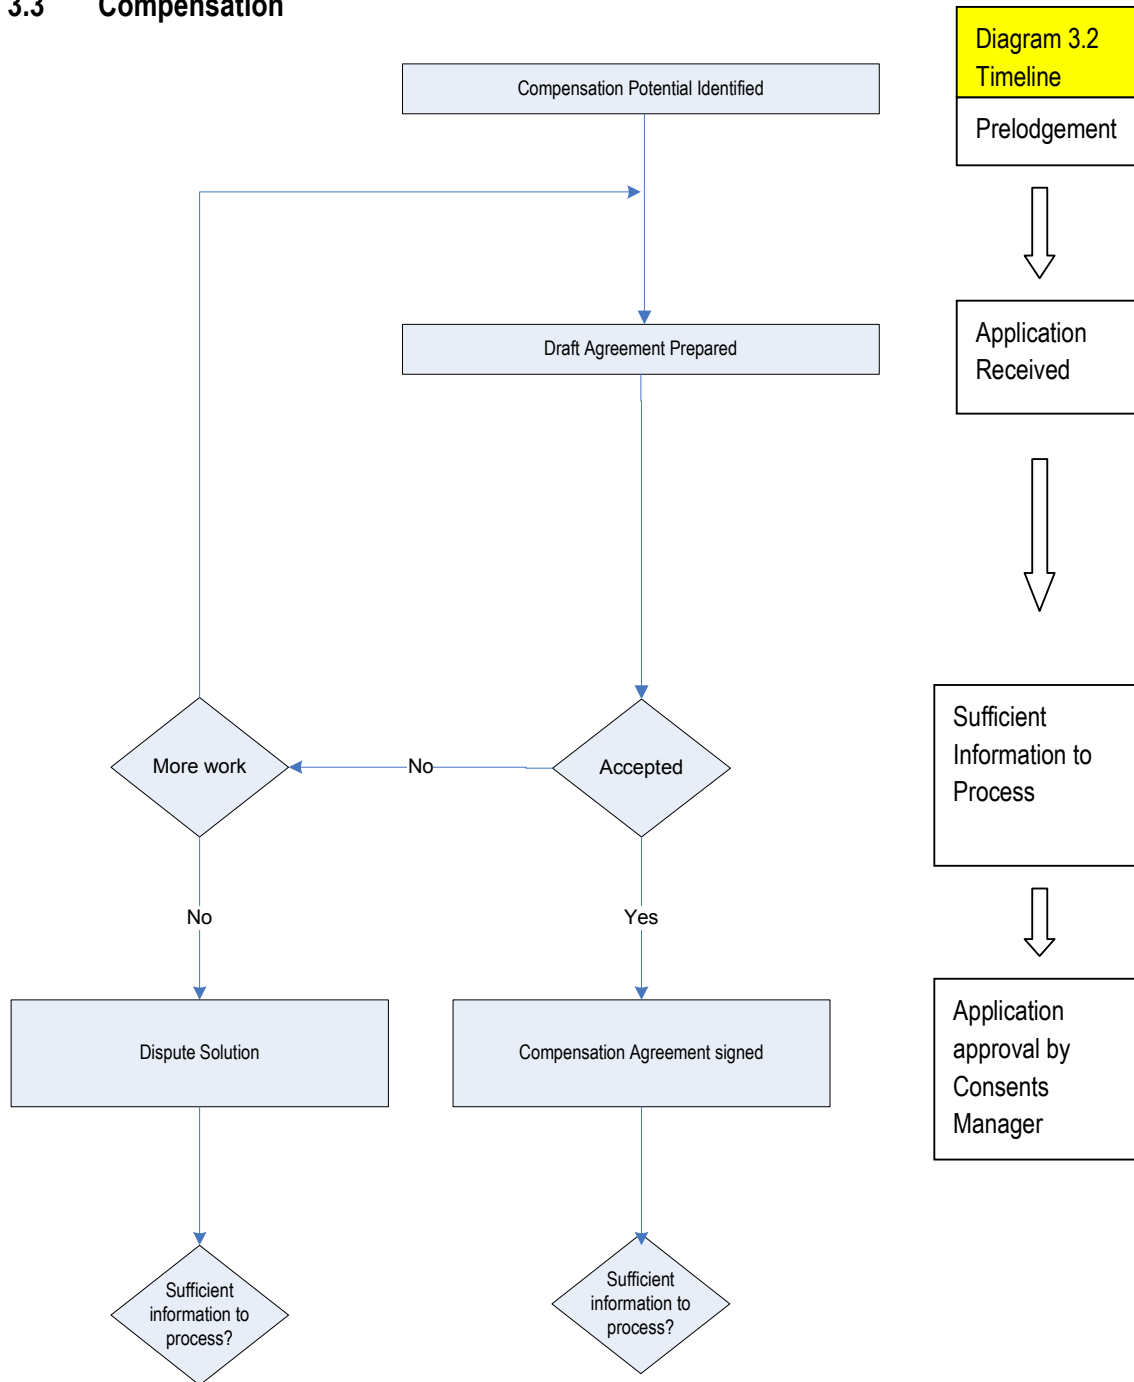 3.3 Compensation
Diagram 3.2
Timeline
Compensation Potential Identified
Prelodgement
Draft Agreement Prepared
Application
Received
More work
No
Accepted
Sufficient
Information to
Process
No
Yes
Dispute Solution
Compensation Agreement signed
Application
approval by
Consents
Manager
Sufficient
information to
process?
Sufficient
information to
process?